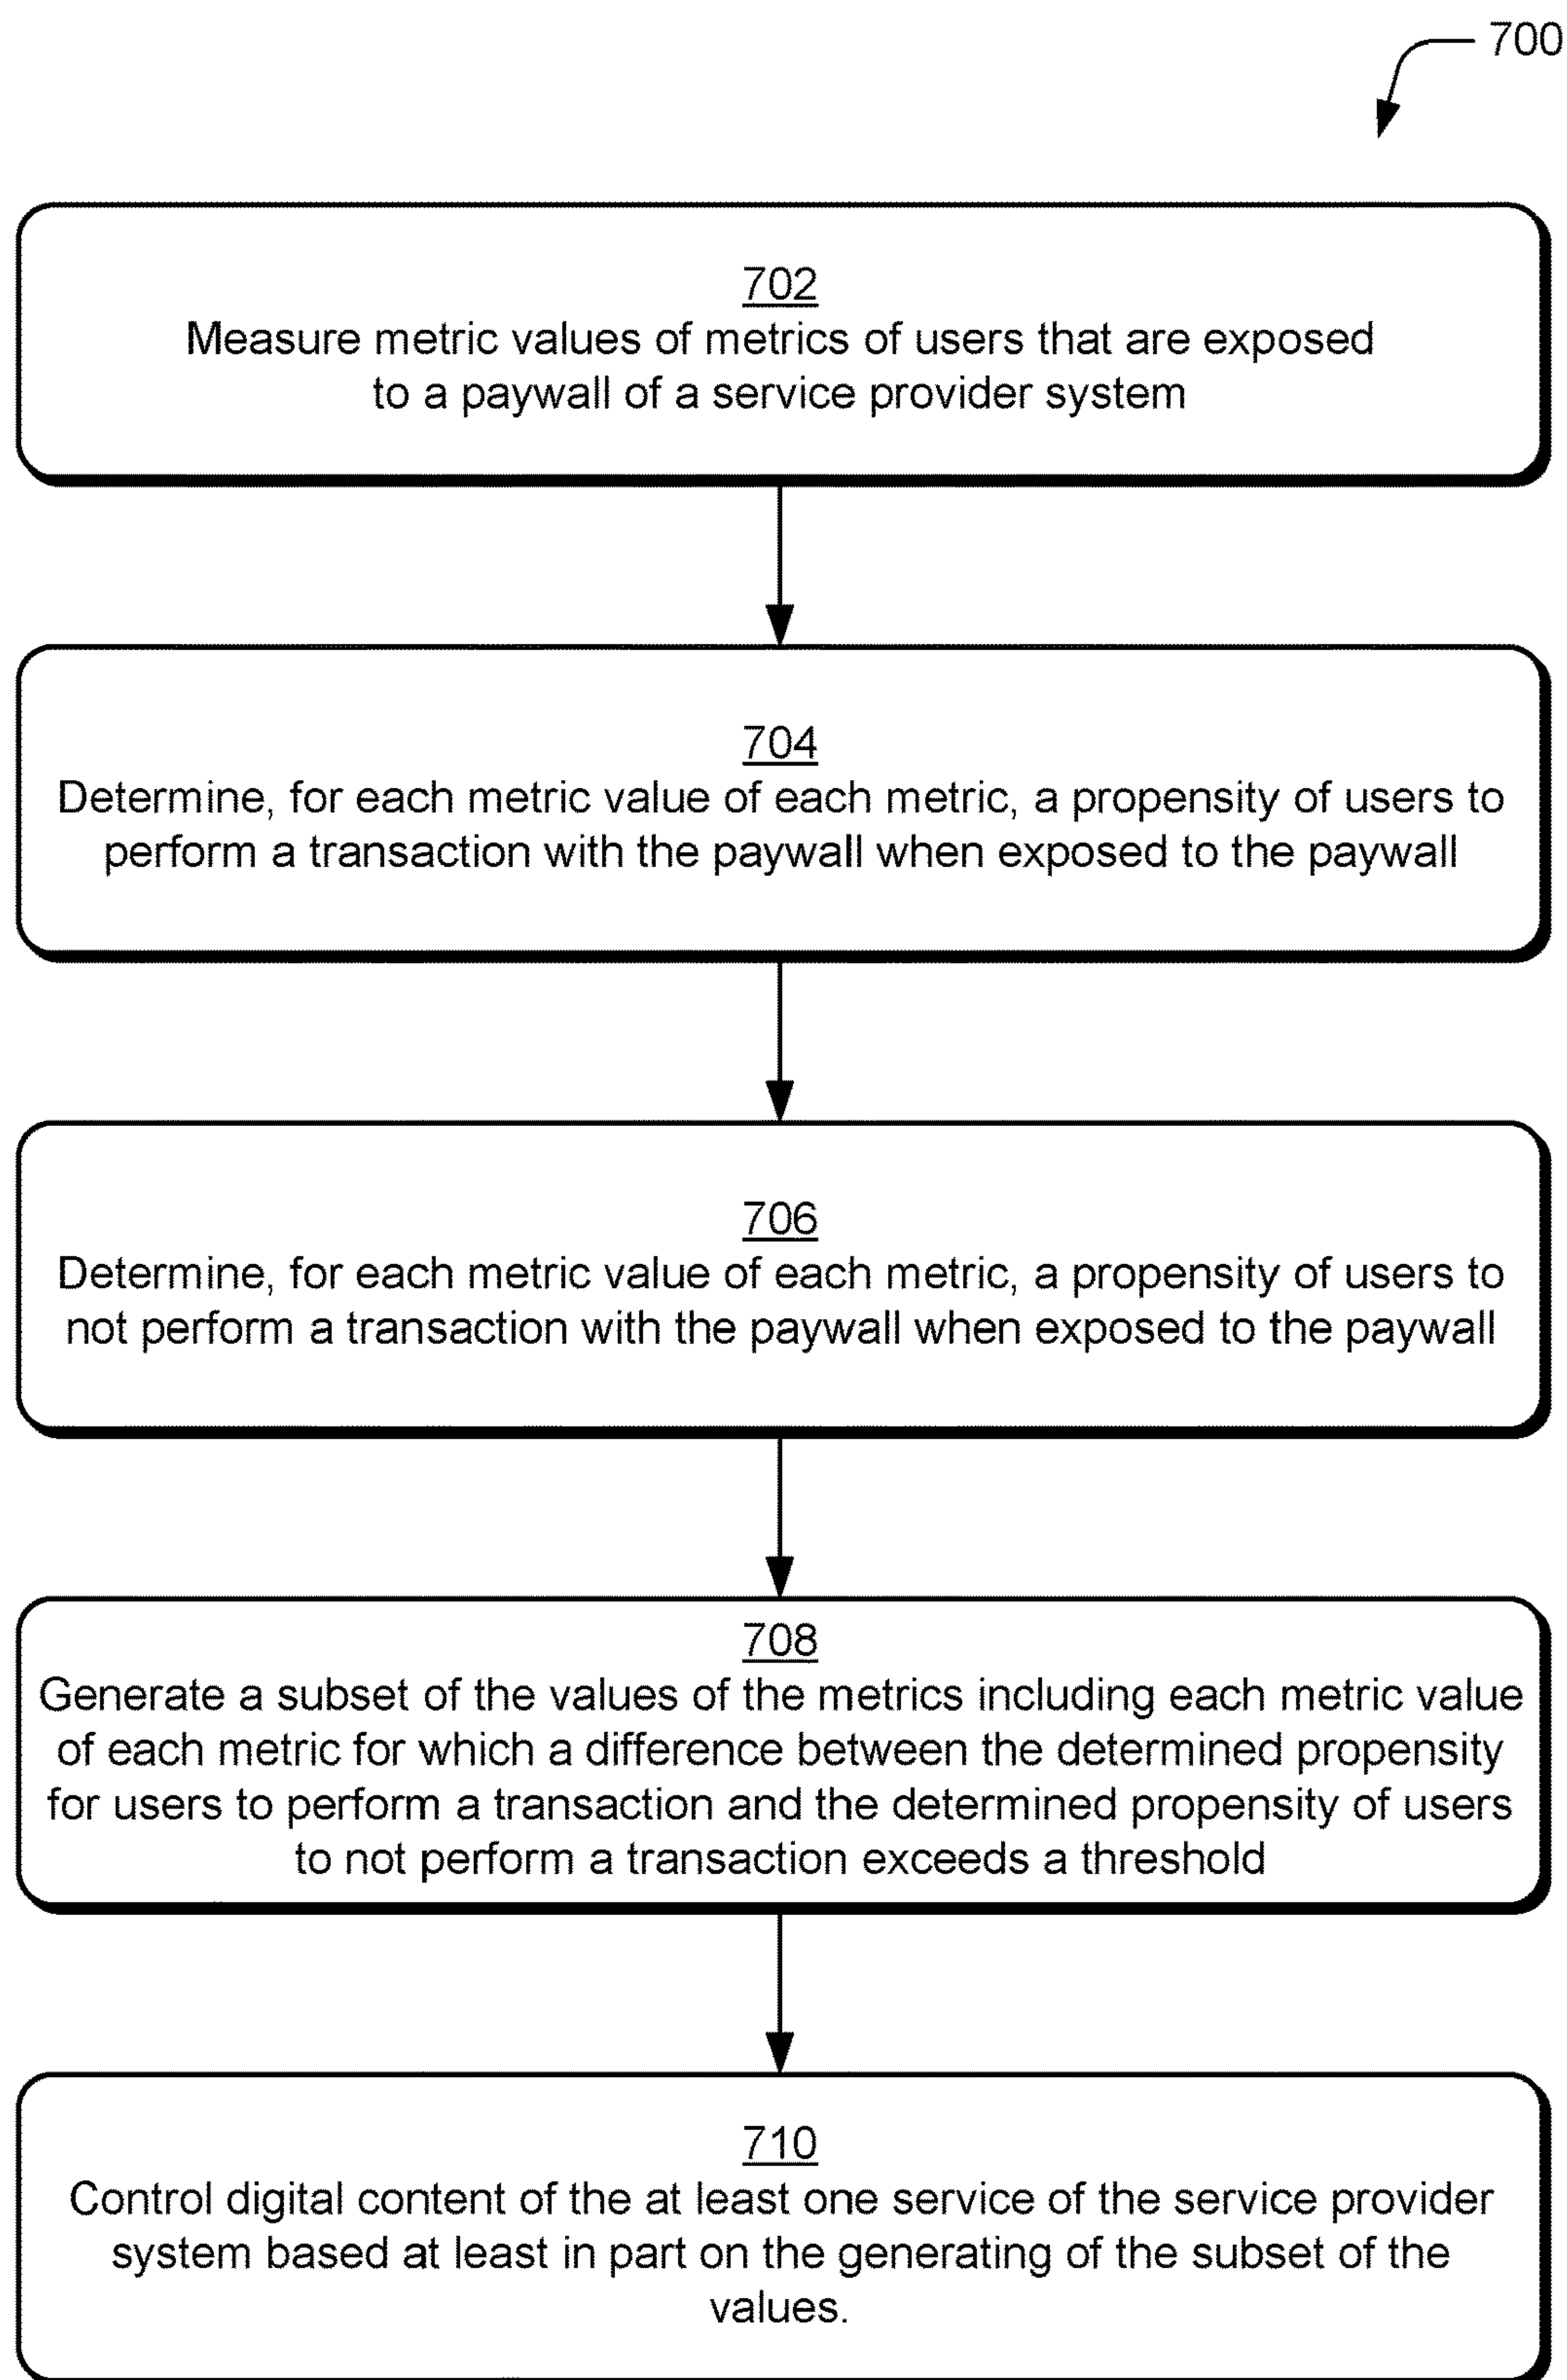 700
702
Measure metric values of metrics of users that are exposed
to a paywall of a service provider system
704
Determine, for each metric value of each metric, a propensity of users to
perform a transaction with the paywall when exposed to the paywall
706
Determine, for each metric value of each metric, a propensity of users to
not perform a transaction with the paywall when exposed to the paywall
708
Generate a subset of the values of the metrics including each metric value
of each metric for which a difference between the determined propensity
for users to perform a transaction and the determined propensity of users
to not perform a transaction exceeds a threshold
710
Control digital content of the at least one service of the service provider
system based at least in part on the generating of the subset of the
values.